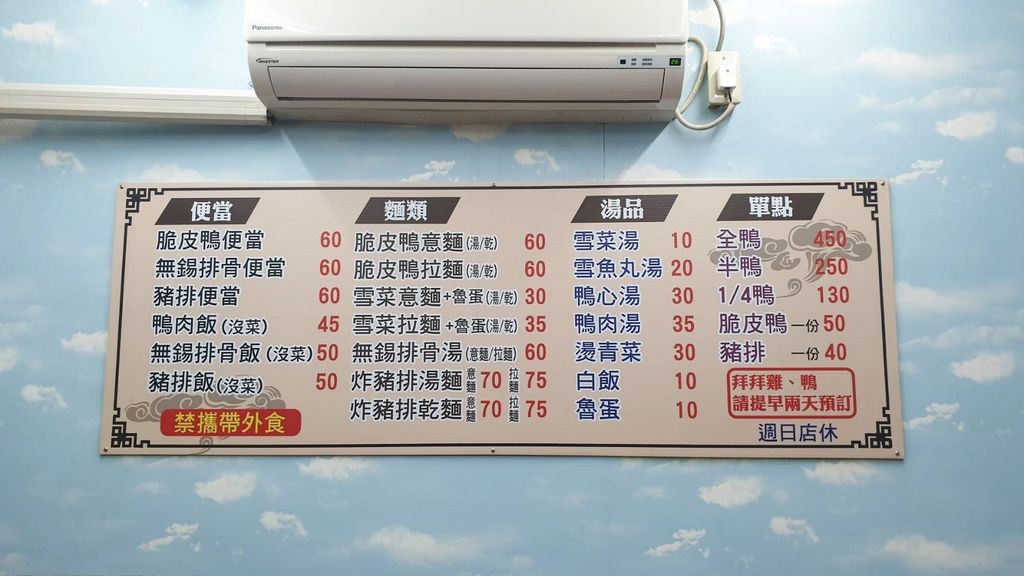 Panasonic
INVERTER
26
便當
脆皮鴨便當 60
無錫排骨便當 60
豬排便當 60
鴨肉飯(沒菜) 45
無錫排骨飯(沒菜) 50
豬排飯(沒菜) 50
禁攜帶外食
麵類
脆皮鴨意麵(湯/乾) 60
脆皮鴨拉麵(湯/乾) 60
雪菜意麵+魯蛋(湯/乾) 30
雪菜拉麵+魯蛋(湯/乾) 35
無錫排骨湯(意麵/拉麵) 60
炸豬排湯麵 意麵 70 拉麵 75
炸豬排乾麵 意麵 70 拉麵 75
湯品
雪菜湯 10
雪魚丸湯 20
鴨心湯 30
鴨肉湯 35
燙青菜 30
白飯 10
魯蛋 10
單點
全鴨 450
半鴨 250
1/4鴨 130
脆皮鴨 一份 50
豬排 一份 40
拜拜雞、鴨
請提早兩天預訂
週日店休